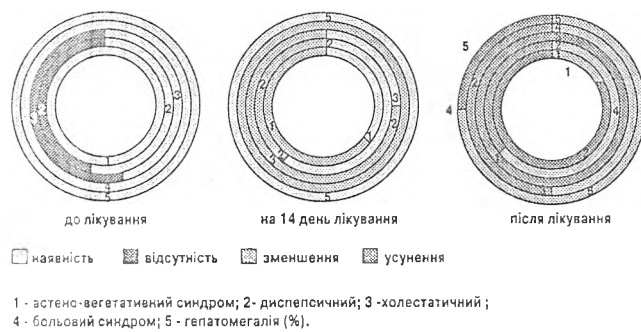 до лікування
на 14 день лікування
після лікування
наявність відсутність зменшення усунення
1 - астено-вегетативний синдром; 2- диспепсичний; 3 -холестатичний ;
4 - больовий синдром; 5 - гепатомегалія (%).